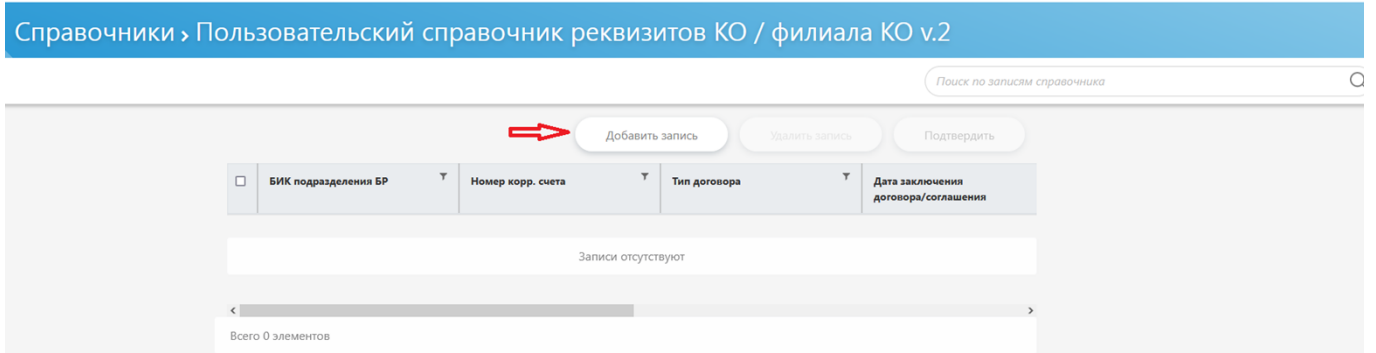 Справочники › Пользовательский справочник реквизитов КО / филиала КО v.2
Поиск по записям справочника
Добавить запись Удалить запись Подтвердить
БИК подразделения БР Номер корр. счета Тип договора Дата заключения договора/соглашения
Записи отсутствуют
Всего 0 элементов